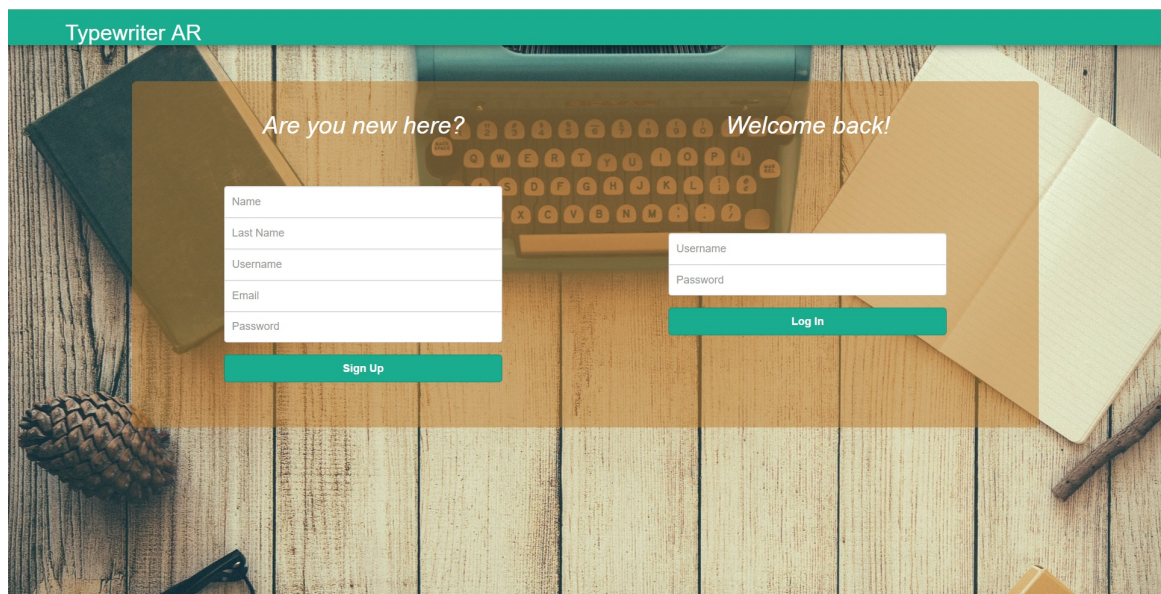 Typewriter AR
Are you new here?
Name
Last Name
Username
Email
Password
Sign Up
Welcome back!
Username
Password
Log In
Q W E R T Y U I O P
S D F G H J K L
X C V B N M